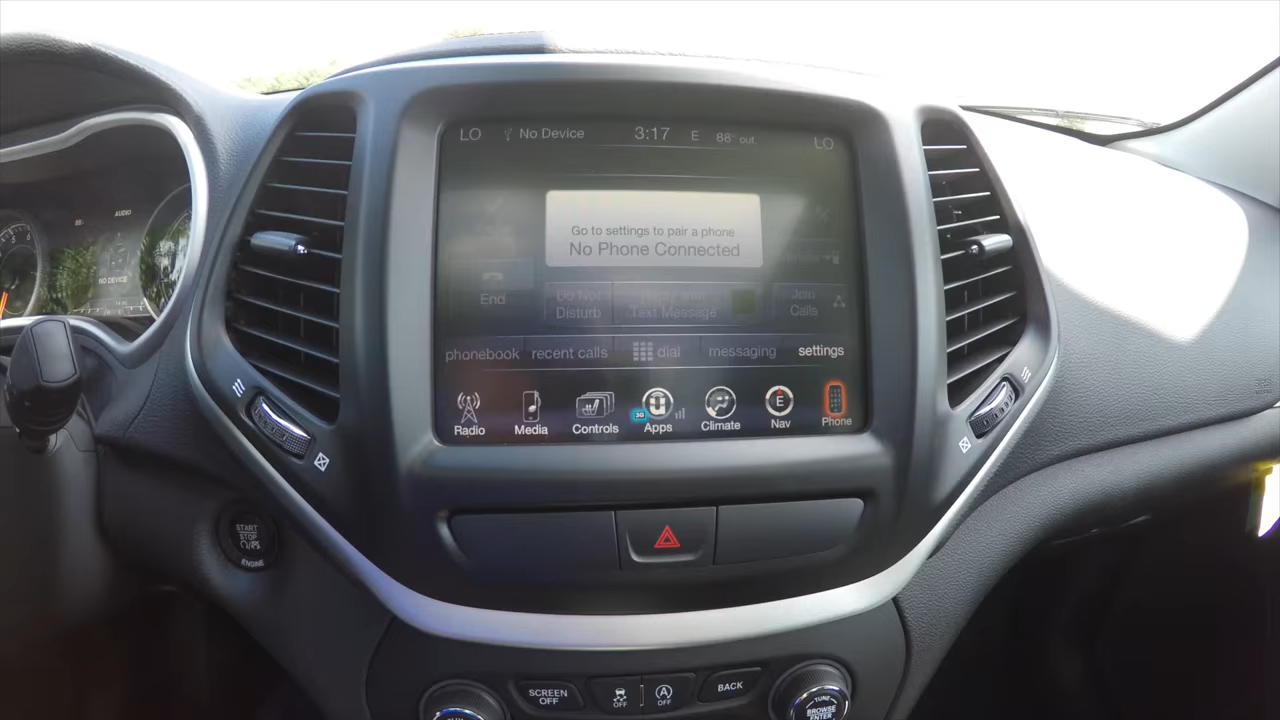 LO No Device 3:17 E 88° out. LO
Go to settings to pair a phone
No Phone Connected
End
Do Not
Disturb
Reply with
Text Message
Join
Calls
phonebook recent calls dial messaging settings
3G
E
Radio Media Controls Apps Climate Nav Phone
AUDIO
NO DEVICE
START
STOP
ENGINE
SCREEN
OFF
OFF
OFF
BACK
TUNE
BROWSE
ENTER